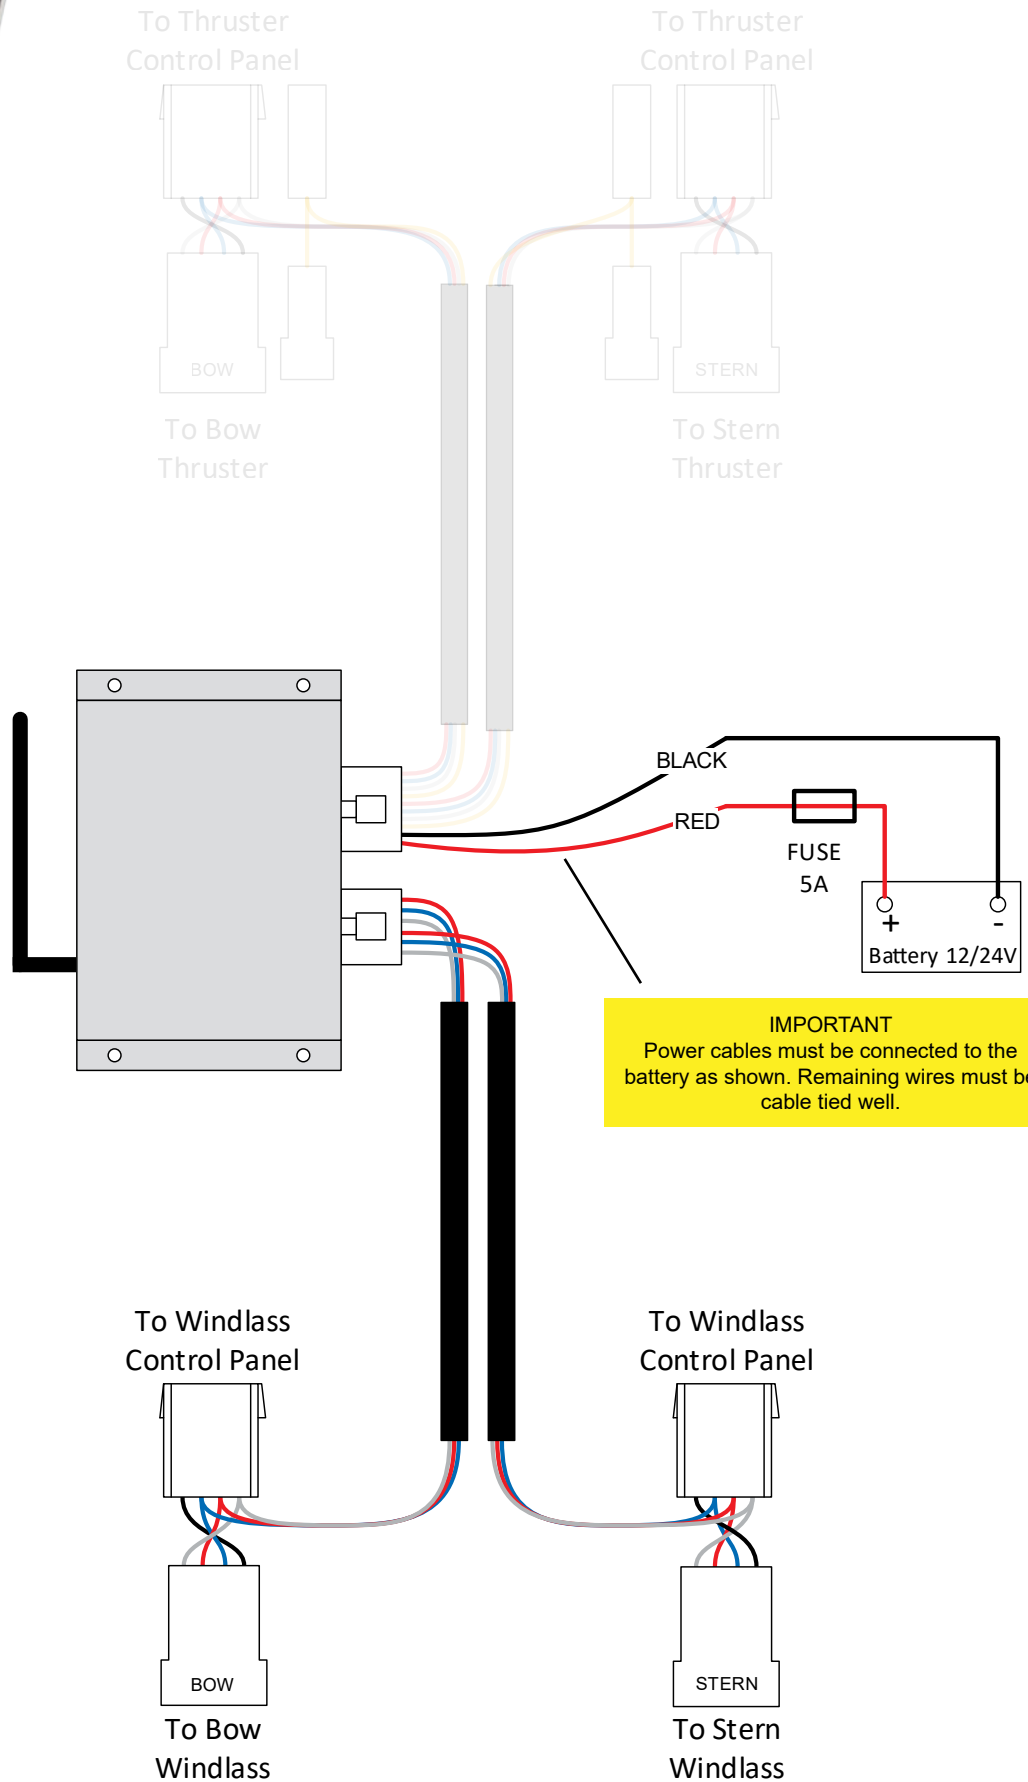 To Thruster
Control Panel
To Thruster
Control Panel
BOW
STERN
To Bow
Thruster
To Stern
Thruster
BLACK
RED
FUSE
5A
+
-
Battery 12/24V
IMPORTANT
Power cables must be connected to the
battery as shown. Remaining wires must be
cable tied well.
To Windlass
Control Panel
To Windlass
Control Panel
BOW
STERN
To Bow
Windlass
To Stern
Windlass